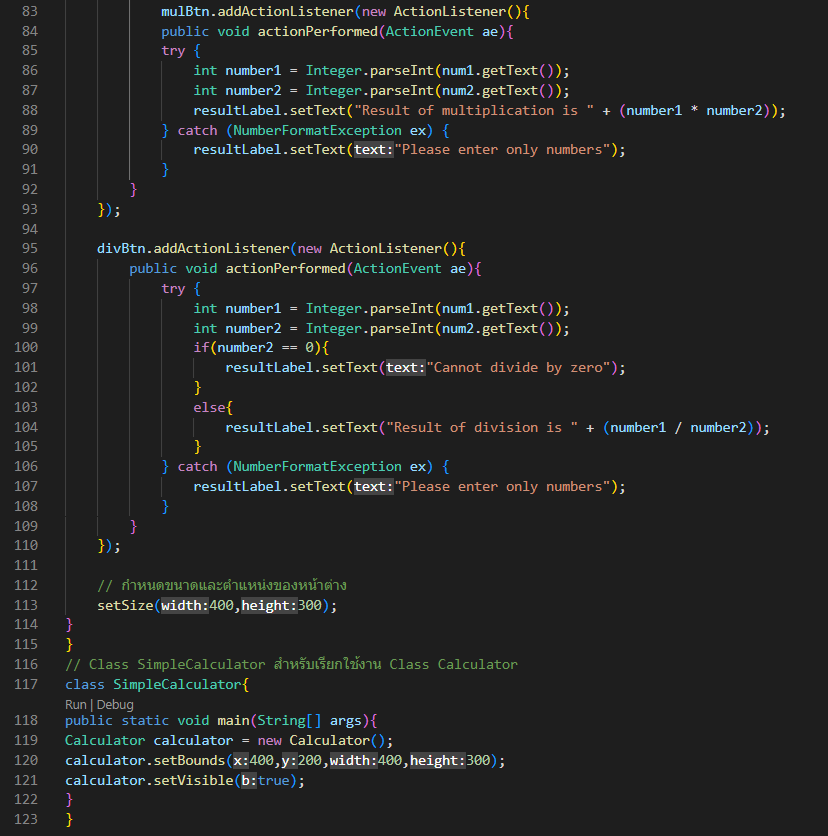 83 mulBtn.addActionListener(new ActionListener(){
84 public void actionPerformed(ActionEvent ae){
85 try {
86 int number1 = Integer.parseInt(num1.getText());
87 int number2 = Integer.parseInt(num2.getText());
88 resultLabel.setText("Result of multiplication is " + (number1 * number2));
89 } catch (NumberFormatException ex) {
90 resultLabel.setText(text:"Please enter only numbers");
91 }
92 }
93 });
94
95 divBtn.addActionListener(new ActionListener(){
96 public void actionPerformed(ActionEvent ae){
97 try {
98 int number1 = Integer.parseInt(num1.getText());
99 int number2 = Integer.parseInt(num2.getText());
100 if(number2 == 0){
101 resultLabel.setText(text:"Cannot divide by zero");
102 }
103 else{
104 resultLabel.setText("Result of division is " + (number1 / number2));
105 }
106 } catch (NumberFormatException ex) {
107 resultLabel.setText(text:"Please enter only numbers");
108 }
109 }
110 });
111
112 // กำหนดขนาดและตำแหน่งของหน้าต่าง
113 setSize(width:400,height:300);
114 }
115 }
116 // Class SimpleCalculator สำหรับเรียกใช้งาน Class Calculator
117 class SimpleCalculator{
Run | Debug
118 public static void main(String[] args){
119 Calculator calculator = new Calculator();
120 calculator.setBounds(x:400,y:200,width:400,height:300);
121 calculator.setVisible(b:true);
122 }
123 }